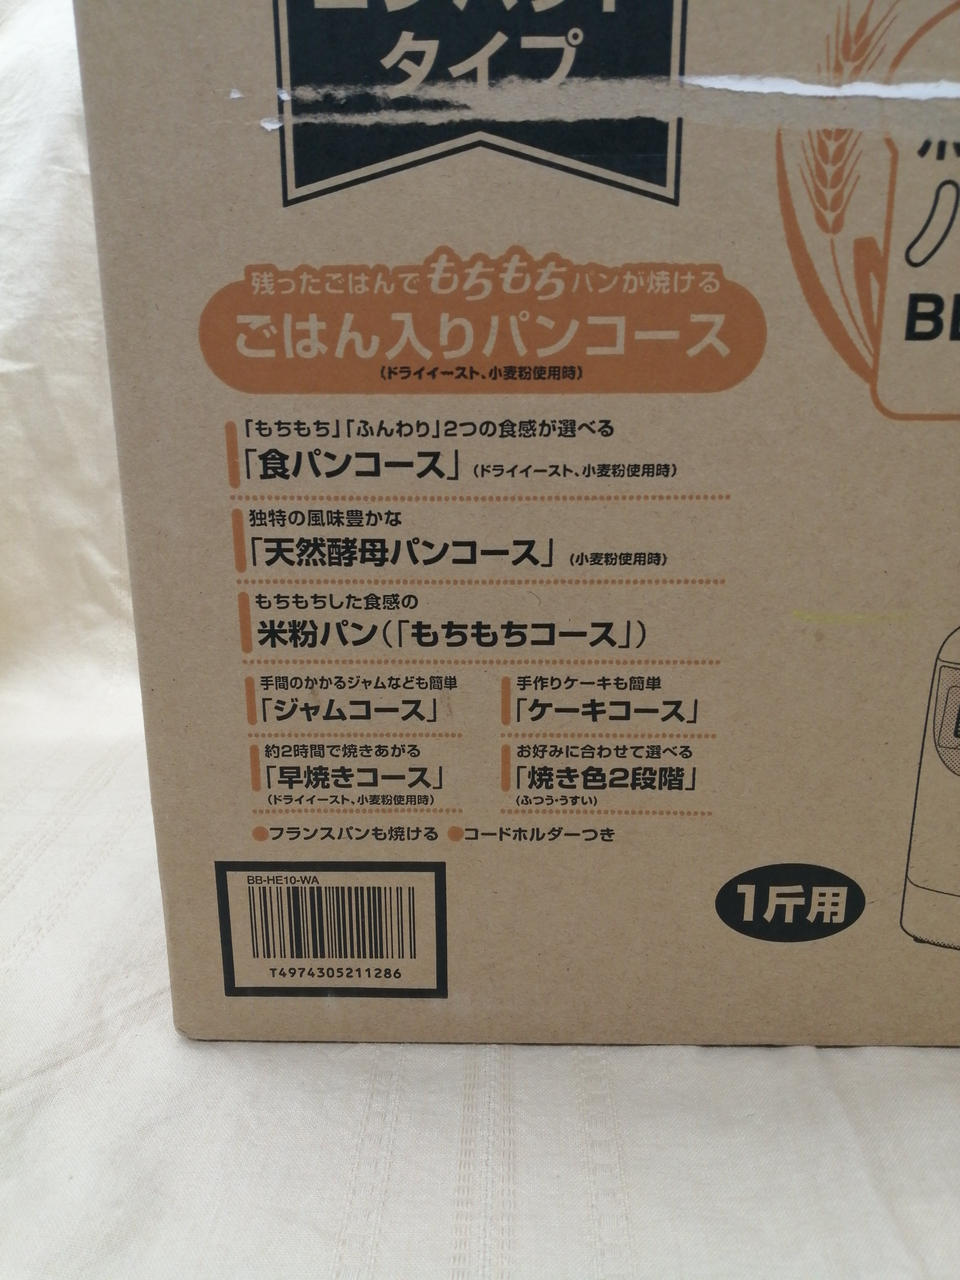 タイプ
残ったごはんでもちもちパンが焼ける
ごはん入りパンコース
(ドライイースト、小麦粉使用時)
「もちもち」「ふんわり」2つの食感が選べる
「食パンコース」(ドライイースト、小麦粉使用時)
独特の風味豊かな
「天然酵母パンコース」(小麦粉使用時)
もちもちした食感の
米粉パン(「もちもちコース」)
手間のかかるジャムなども簡単
「ジャムコース」
手作りケーキも簡単
「ケーキコース」
約2時間で焼きあがる
「早焼きコース」
(ドライイースト、小麦粉使用時)
お好みに合わせて選べる
「焼き色2段階」
(ふつう・うすい)
●フランスパンも焼ける ●コードホルダーつき
BB-HE10-WA
T4974305211286
1斤用